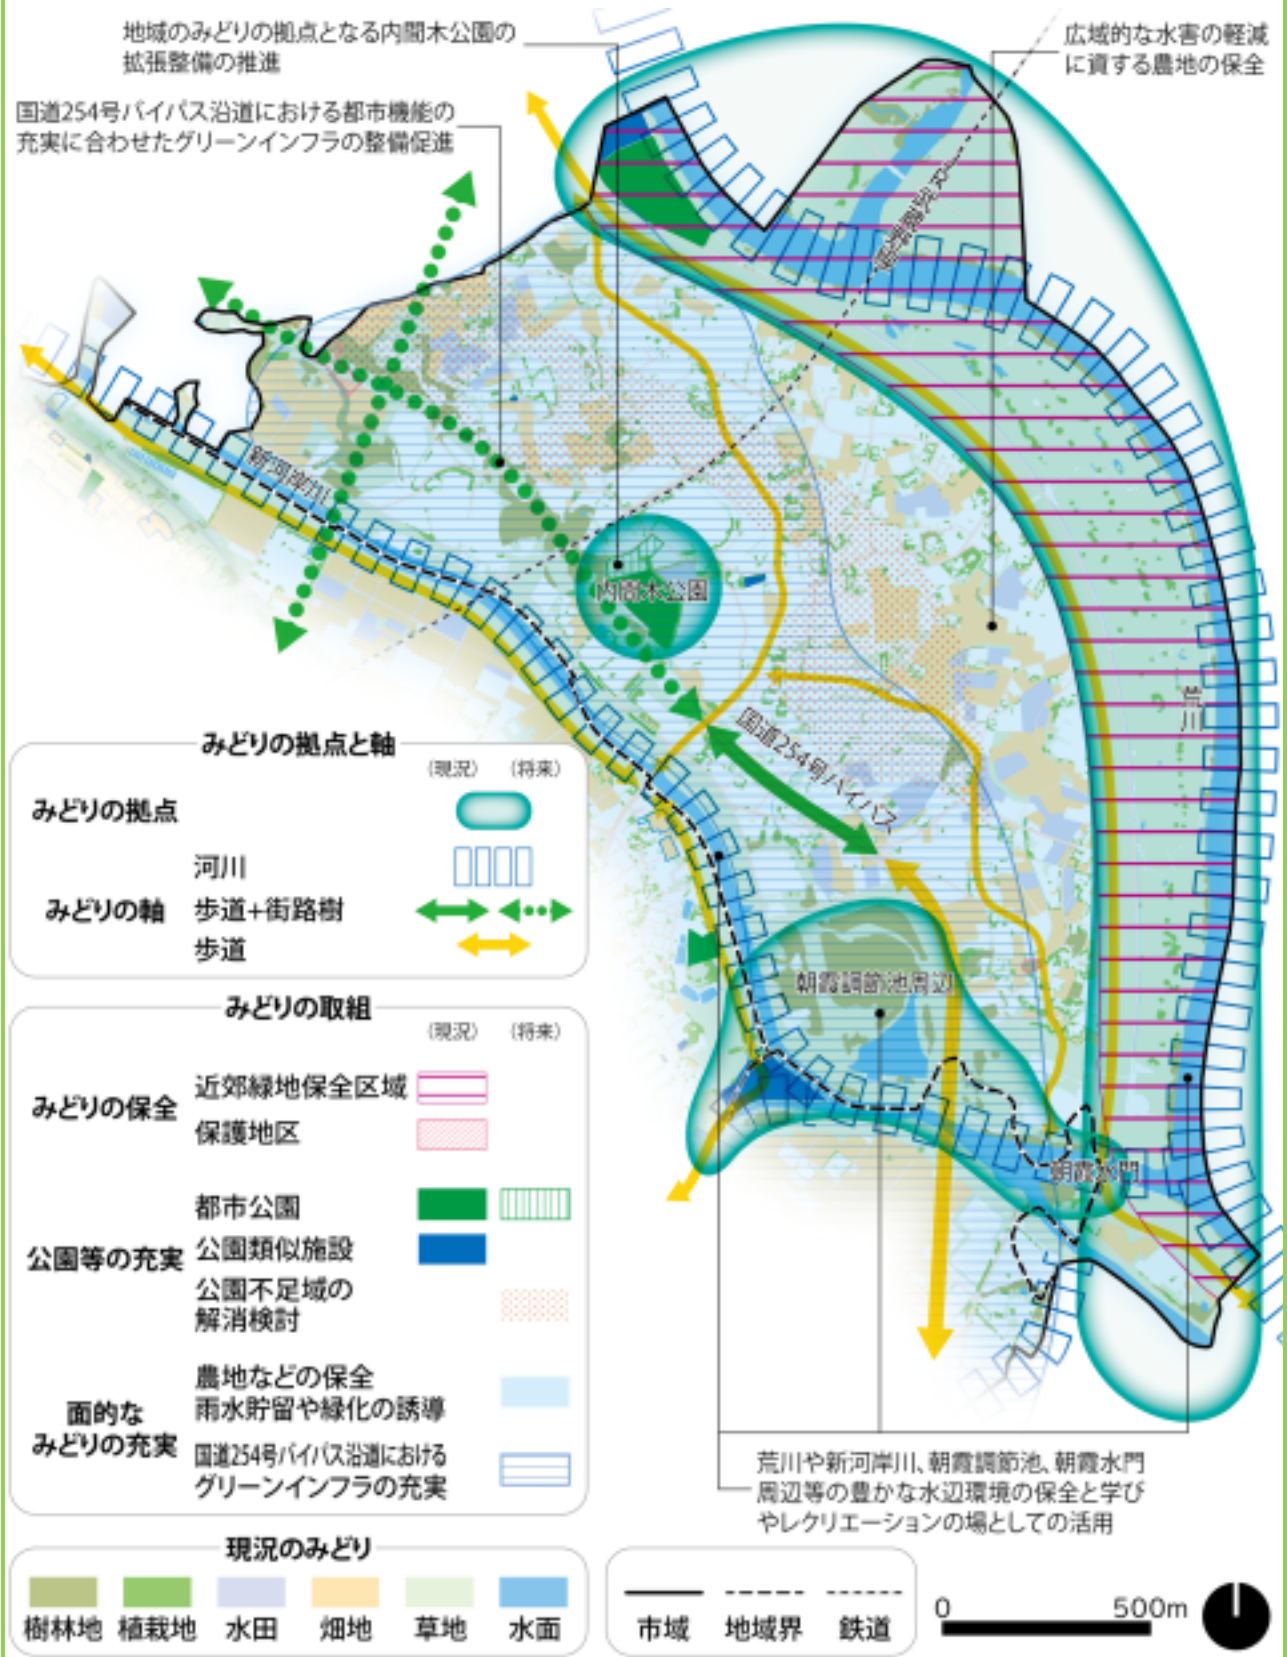 地域のみどりの拠点となる内間木公園の
拡張整備の推進
広域的な水害の軽減
に資する農地の保全
国道254号バイパス沿道における都市機能の
充実に合わせたグリーンインフラの整備促進
JR武蔵野線
新河岸川
内間木公園
荒川
国道254号バイパス
朝霞調節池周辺
朝霞水門
みどりの拠点と軸
(現況) (将来)
みどりの拠点
河川
みどりの軸 歩道+街路樹
歩道
みどりの取組
(現況) (将来)
みどりの保全
近郊緑地保全区域
保護地区
公園等の充実
都市公園
公園類似施設
公園不足域の
解消検討
面的な
みどりの充実
農地などの保全
雨水貯留や緑化の誘導
国道254号バイパス沿道における
グリーンインフラの充実
荒川や新河岸川、朝霞調節池、朝霞水門
周辺等の豊かな水辺環境の保全と学び
やレクリエーションの場としての活用
現況のみどり
樹林地 植栽地 水田 畑地 草地 水面
市域 地域界 鉄道
0 500m